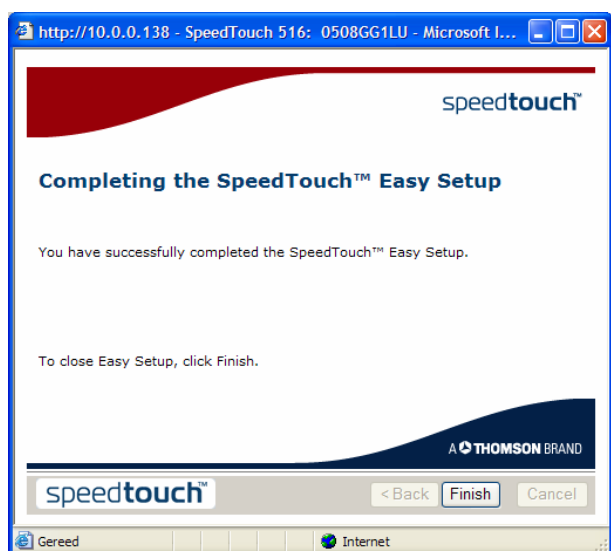 http://10.0.0.138 - SpeedTouch 516: 0508GG1LU - Microsoft I...
speedtouch™
Completing the SpeedTouch™ Easy Setup
You have successfully completed the SpeedTouch™ Easy Setup.
To close Easy Setup, click Finish.
A THOMSON BRAND
speedtouch™
< Back Finish Cancel
Gereed Internet